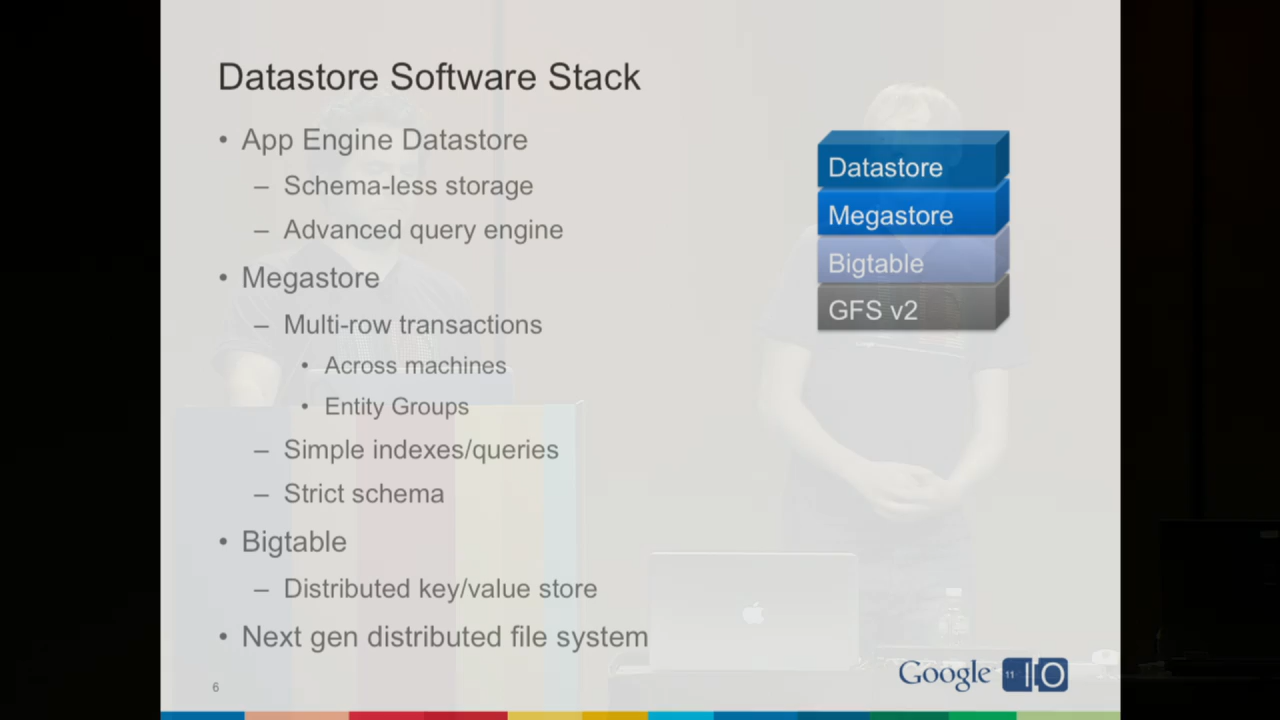 Datastore Software Stack
• App Engine Datastore
– Schema-less storage
– Advanced query engine
• Megastore
– Multi-row transactions
• Across machines
• Entity Groups
– Simple indexes/queries
– Strict schema
• Bigtable
– Distributed key/value store
• Next gen distributed file system
Datastore
Megastore
Bigtable
GFS v2
6
Google 11 IO